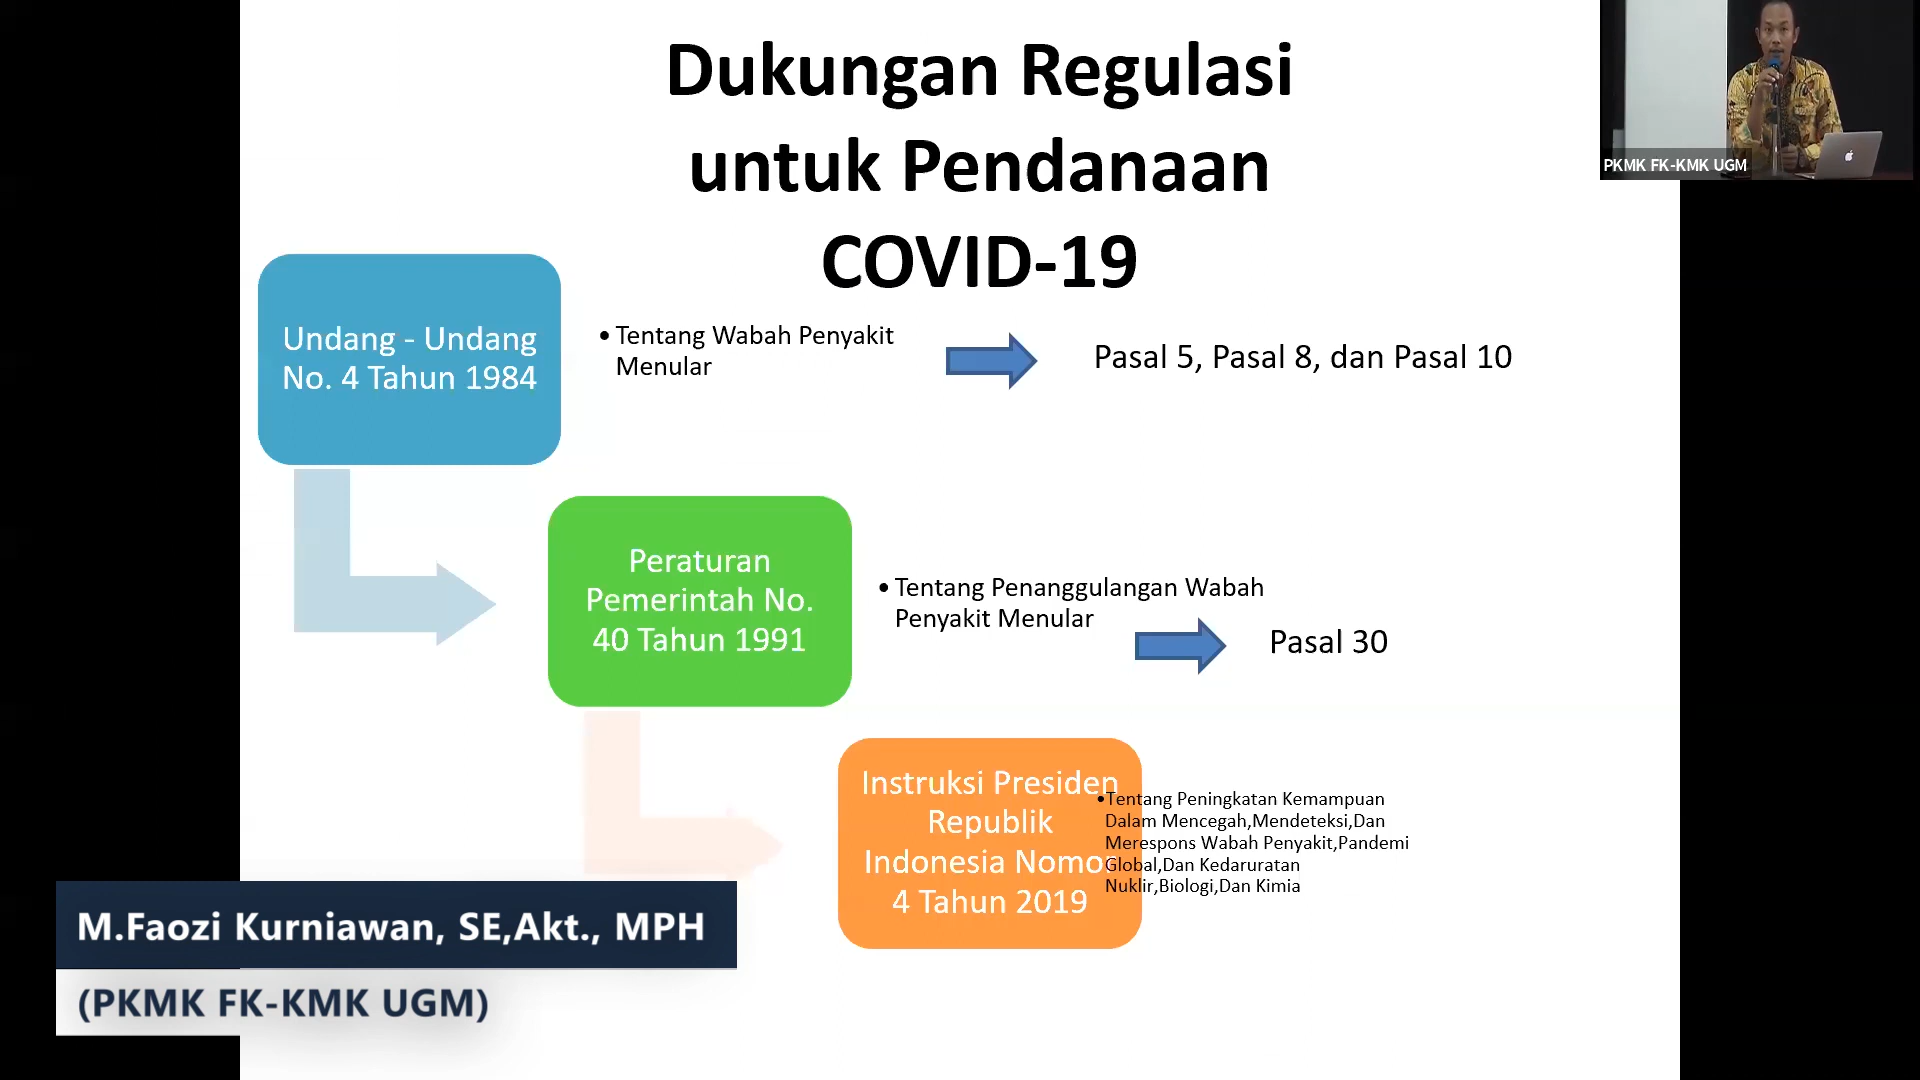 Dukungan Regulasi
untuk Pendanaan
COVID-19
PKMK FK-KMK UGM
Undang - Undang
No. 4 Tahun 1984
• Tentang Wabah Penyakit
Menular
Pasal 5, Pasal 8, dan Pasal 10
Peraturan
Pemerintah No.
40 Tahun 1991
• Tentang Penanggulangan Wabah
Penyakit Menular
Pasal 30
Instruksi Presiden
Republik
Indonesia Nomor
4 Tahun 2019
•Tentang Peningkatan Kemampuan
Dalam Mencegah,Mendeteksi,Dan
Merespons Wabah Penyakit,Pandemi
Global,Dan Kedaruratan
Nuklir,Biologi,Dan Kimia
M.Faozi Kurniawan, SE,Akt., MPH
(PKMK FK-KMK UGM)